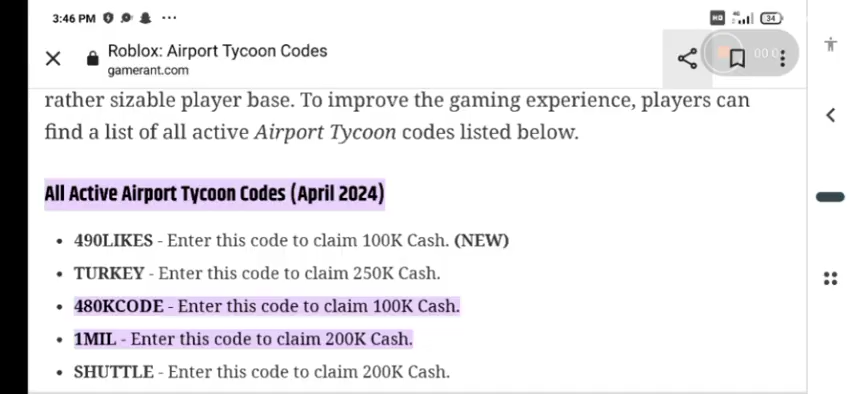 3:46 PM
HD 4G 34
Roblox: Airport Tycoon Codes
gamerant.com
00:0
rather sizable player base. To improve the gaming experience, players can
find a list of all active Airport Tycoon codes listed below.
All Active Airport Tycoon Codes (April 2024)
• 490LIKES - Enter this code to claim 100K Cash. (NEW)
• TURKEY - Enter this code to claim 250K Cash.
• 480KCODE - Enter this code to claim 100K Cash.
• 1MIL - Enter this code to claim 200K Cash.
• SHUTTLE - Enter this code to claim 200K Cash.